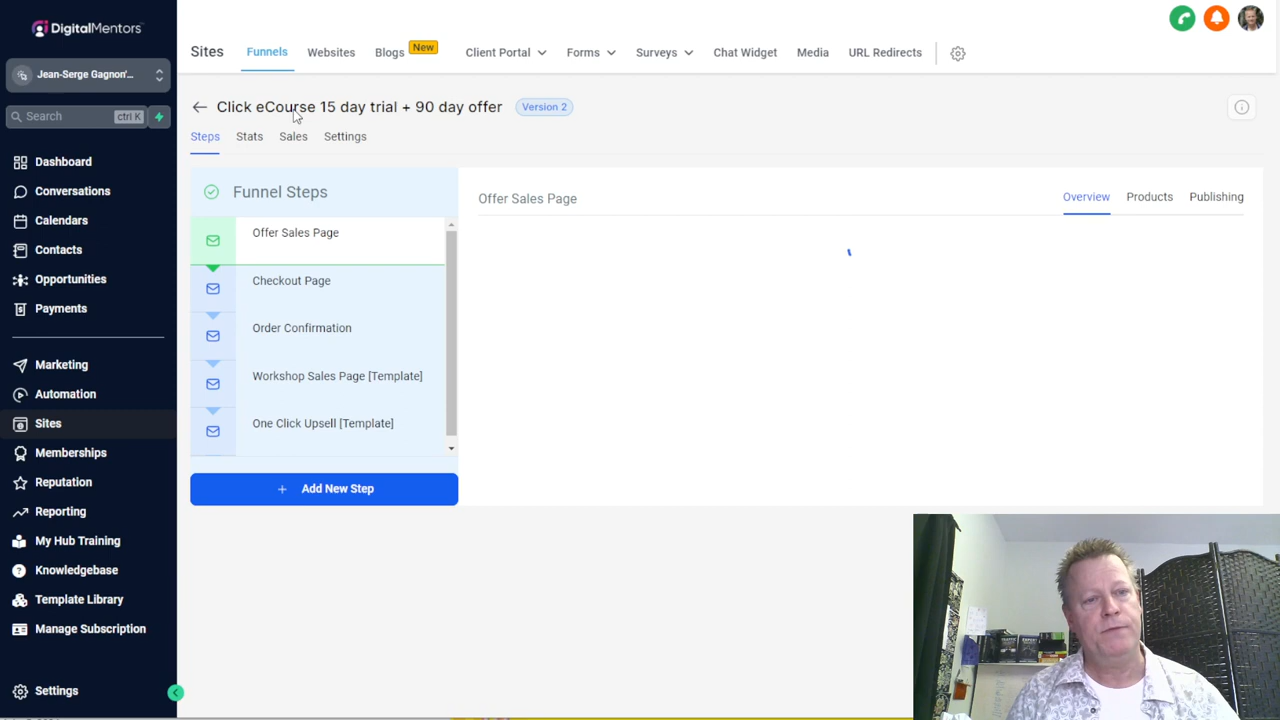 DigitalMentors
Jean-Serge Gagnon'...
Search ctrl K
Dashboard
Conversations
Calendars
Contacts
Opportunities
Payments
Marketing
Automation
Sites
Memberships
Reputation
Reporting
My Hub Training
Knowledgebase
Template Library
Manage Subscription
Settings
Sites Funnels Websites Blogs New Client Portal Forms Surveys Chat Widget Media URL Redirects
Click eCourse 15 day trial + 90 day offer Version 2
Steps Stats Sales Settings
Funnel Steps
Offer Sales Page
Checkout Page
Order Confirmation
Workshop Sales Page [Template]
One Click Upsell [Template]
+ Add New Step
Offer Sales Page Overview Products Publishing